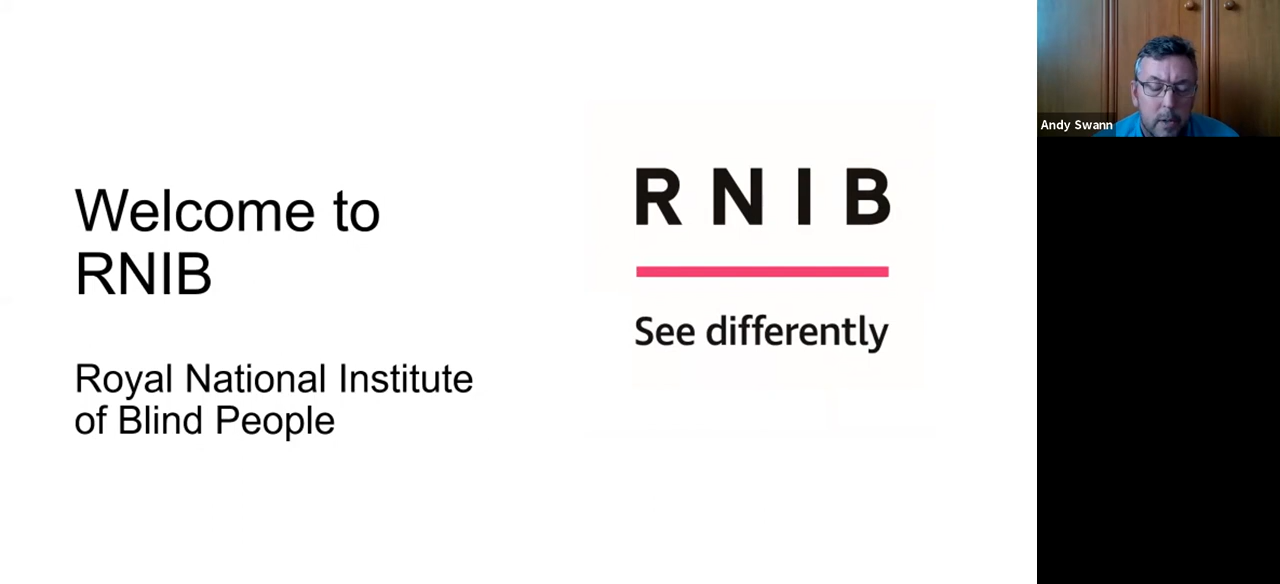 Welcome to
RNIB
Royal National Institute
of Blind People
RNIB
See differently
Andy Swann